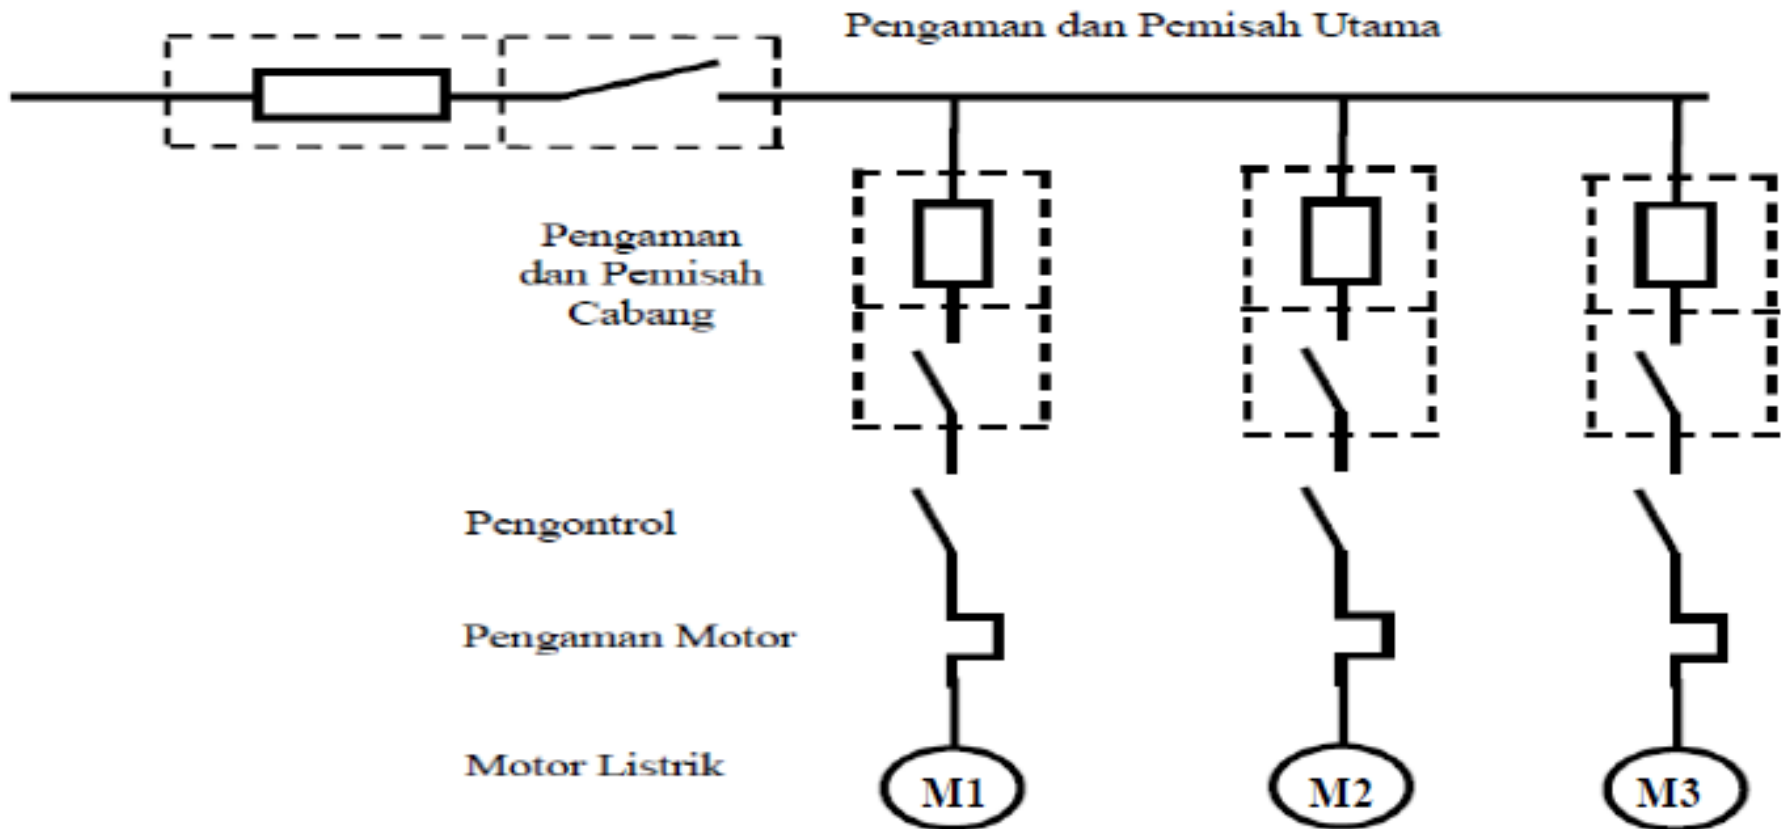 Pengaman dan Pemisah Utama
Pengaman
dan Pemisah
Cabang
Pengontrol
Pengaman Motor
Motor Listrik
M1
M2
M3